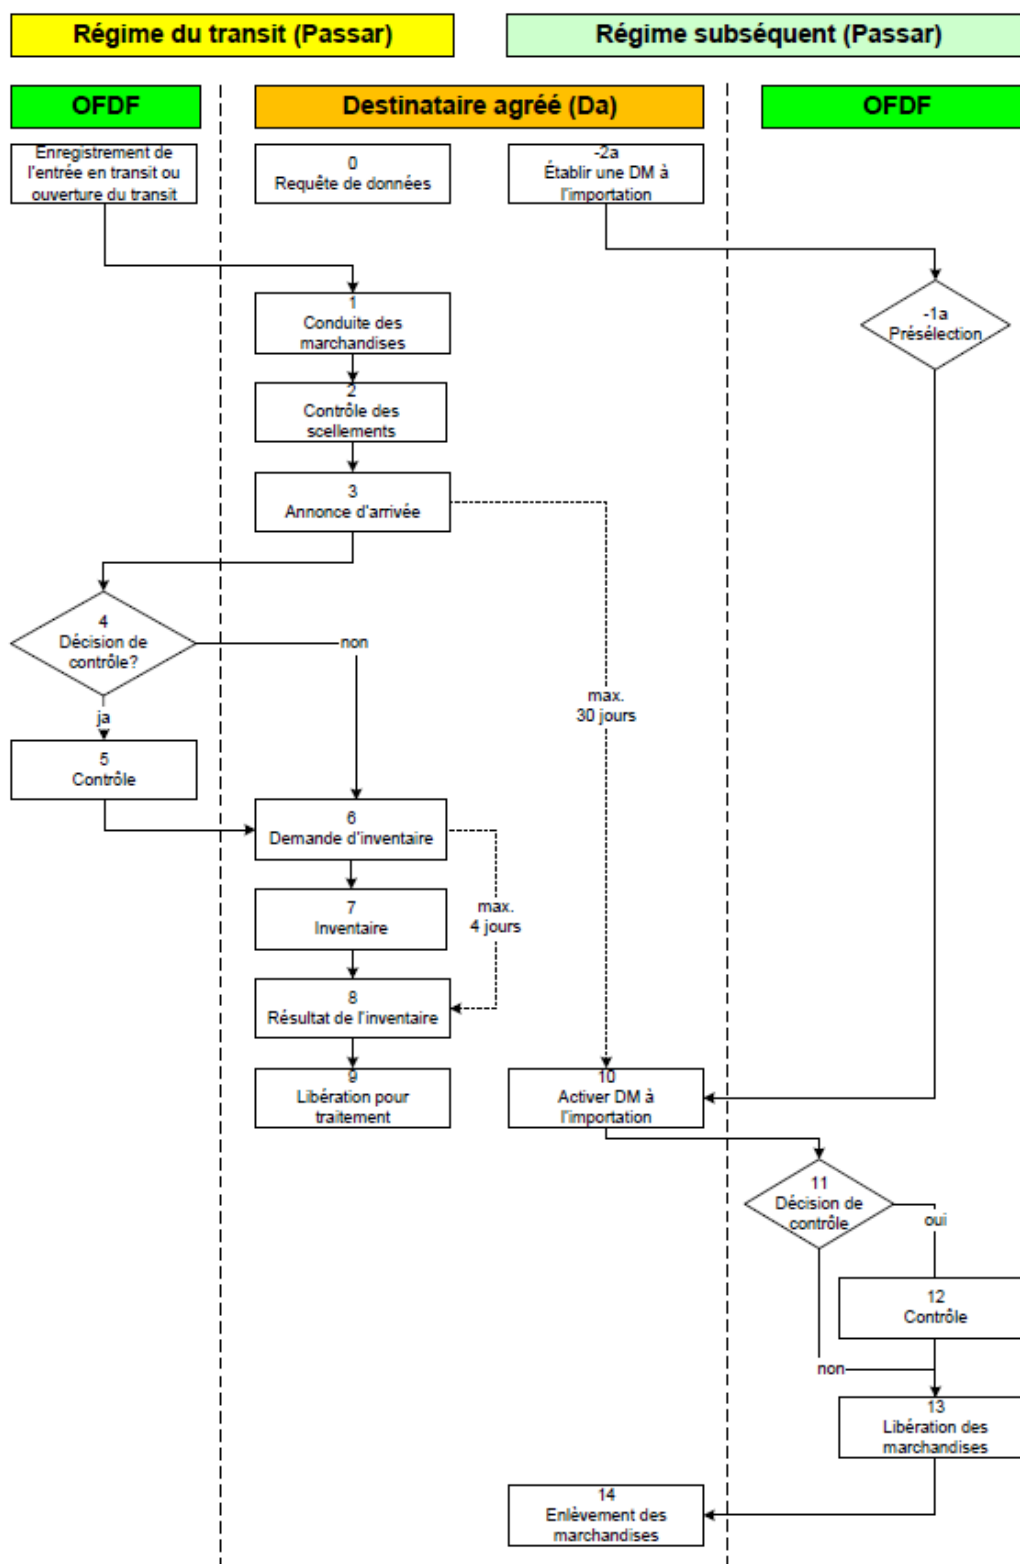 Régime du transit (Passar)
Régime subséquent (Passar)
OFDF
Destinataire agréé (Da)
OFDF
Enregistrement de
l'entrée en transit ou
ouverture du transit
0
Requête de données
-2a
Établir une DM à
l'importation
-1a
Présélection
1
Conduite des
marchandises
2
Contrôle des
scellements
3
Annonce d'arrivée
4
Décision de
contrôle?
non
ja
max.
30 jours
5
Contrôle
6
Demande d'inventaire
7
Inventaire
max.
4 jours
8
Résultat de l'inventaire
9
Libération pour
traitement
10
Activer DM à
l'importation
11
Décision de
contrôle
oui
12
Contrôle
non
13
Libération des
marchandises
14
Enlèvement des
marchandises